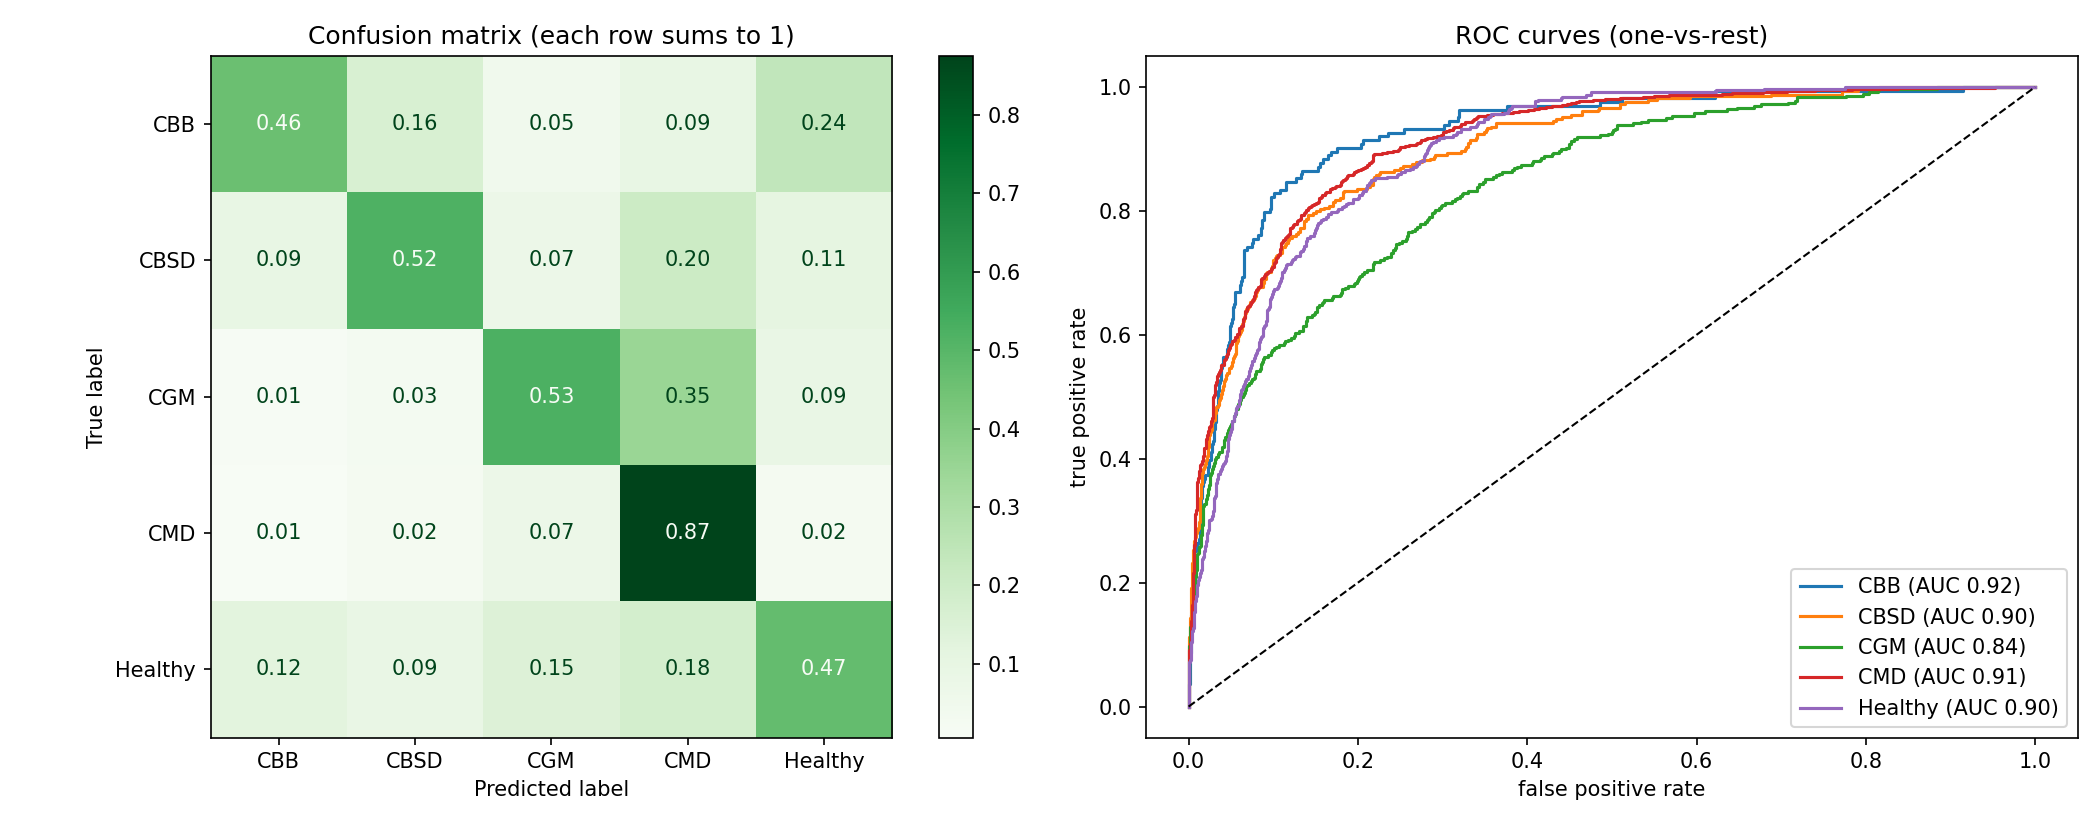 Confusion matrix (each row sums to 1)
True label
CBB 0.46 0.16 0.05 0.09 0.24
CBSD 0.09 0.52 0.07 0.20 0.11
CGM 0.01 0.03 0.53 0.35 0.09
CMD 0.01 0.02 0.07 0.87 0.02
Healthy 0.12 0.09 0.15 0.18 0.47
CBB CBSD CGM CMD Healthy
Predicted label
0.8
0.7
0.6
0.5
0.4
0.3
0.2
0.1
ROC curves (one-vs-rest)
true positive rate
1.0
0.8
0.6
0.4
0.2
0.0
CBB (AUC 0.92)
CBSD (AUC 0.90)
CGM (AUC 0.84)
CMD (AUC 0.91)
Healthy (AUC 0.90)
0.0 0.2 0.4 0.6 0.8 1.0
false positive rate